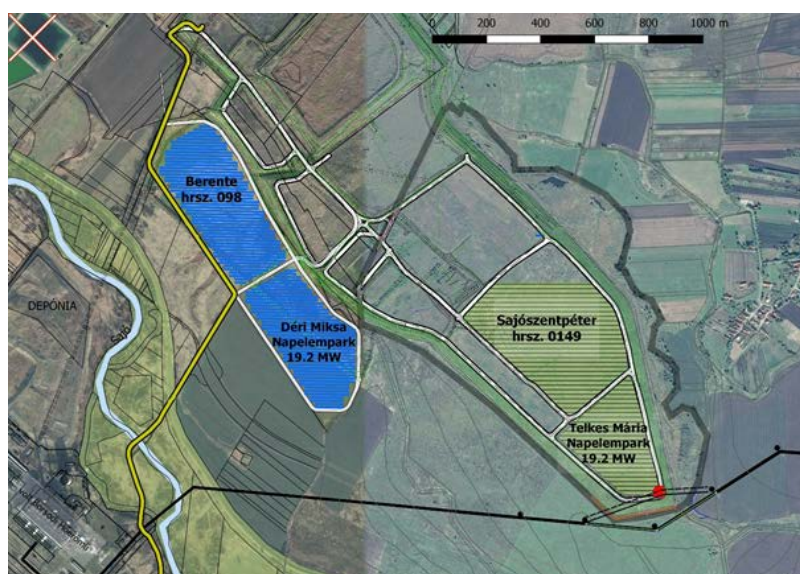 0 200 400 600 800 1000 m
Berente
hrsz. 098
DEPÓNIA
Sajó
Déri Miksa
Napelempark
19.2 MW
Sajószentpéter
hrsz. 0149
Telkes Mária
Napelempark
19.2 MW